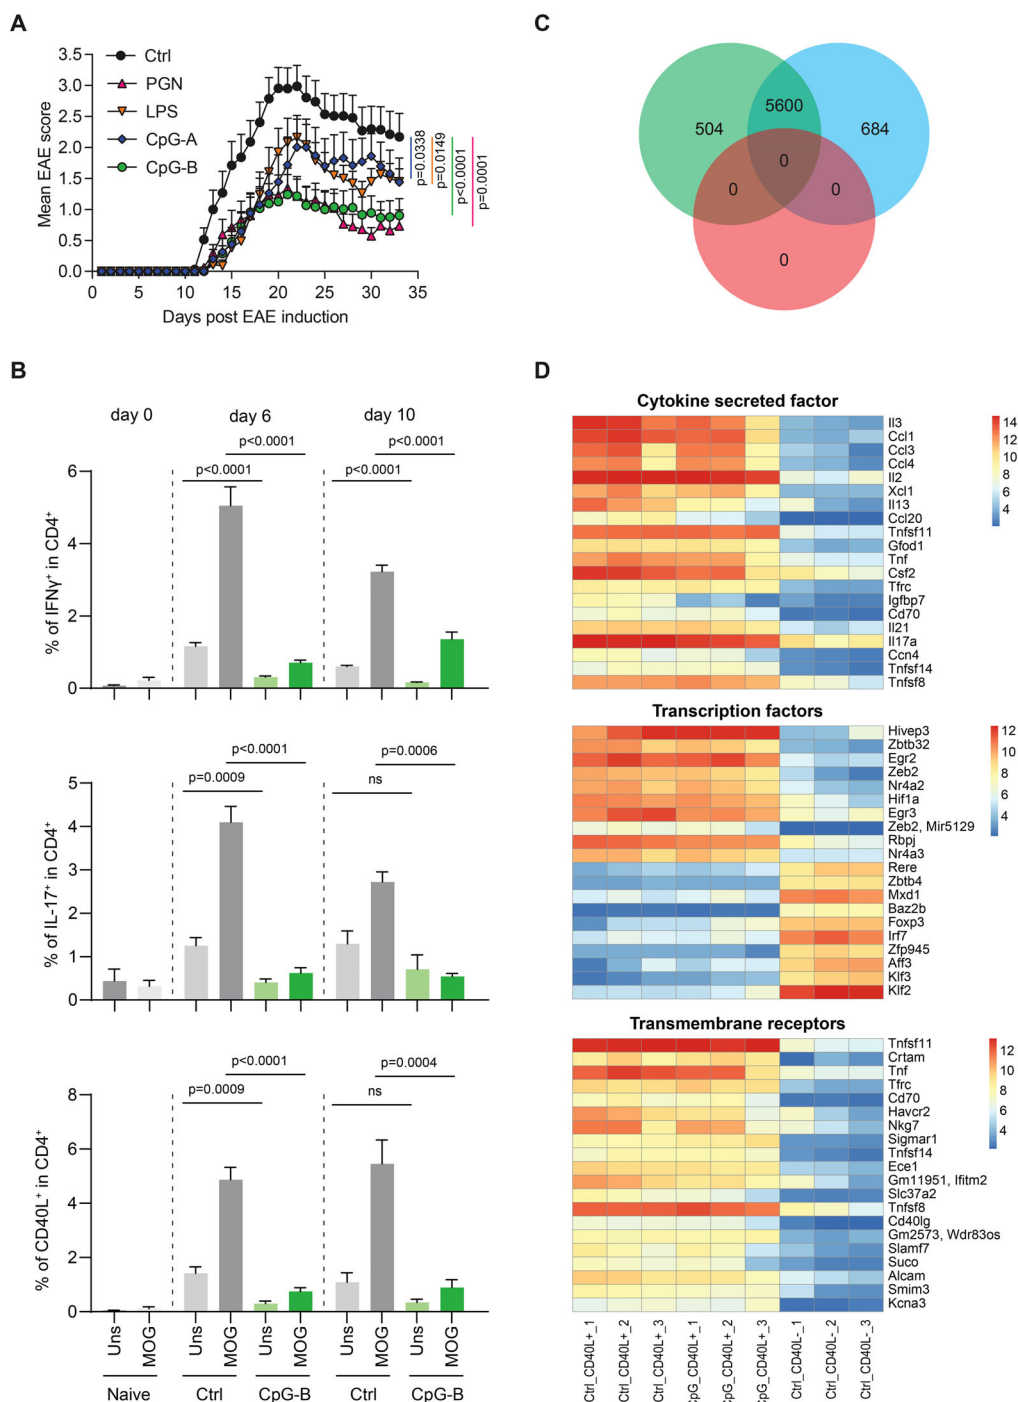 A
Mean EAE score
3.5
3.0
2.5
2.0
1.5
1.0
0.5
0.0
0 5 10 15 20 25 30 35
Days post EAE induction
Ctrl
PGN
LPS
CpG-A
CpG-B
p=0.0338
p=0.0149
p<0.0001
p=0.0001
C
504
5600
684
0
0
0
0
B
day 0 day 6 day 10
% of IFNγ⁺ in CD4⁺
6
4
2
0
p<0.0001
p<0.0001
p<0.0001
p<0.0001
% of IL-17⁺ in CD4⁺
5
4
3
2
1
0
p=0.0009
p<0.0001
ns
p=0.0006
% of CD40L⁺ in CD4⁺
8
6
4
2
0
p=0.0009
p<0.0001
ns
p=0.0004
Uns MOG Uns MOG Uns MOG Uns MOG Uns MOG
Naive Ctrl CpG-B Ctrl CpG-B
D
Cytokine secreted factor
Il3
Ccl1
Ccl3
Ccl4
Il2
Xcl1
Il13
Ccl20
Tnfsf11
Gfod1
Tnf
Csf2
Tfrc
Igfbp7
Cd70
Il21
Il17a
Ccn4
Tnfsf14
Tnfsf8
14
12
10
8
6
4
Transcription factors
Hivep3
Zbtb32
Egr2
Zeb2
Nr4a2
Hif1a
Egr3
Zeb2, Mir5129
Rbpj
Nr4a3
Rere
Zbtb4
Mxd1
Baz2b
Foxp3
Irf7
Zfp945
Aff3
Klf3
Klf2
12
10
8
6
4
Transmembrane receptors
Tnfsf11
Crtam
Tnf
Tfrc
Cd70
Havcr2
Nkg7
Sigmar1
Tnfsf14
Ece1
Gm11951, Ifitm2
Slc37a2
Tnfsf8
Cd40lg
Gm2573, Wdr83os
Slamf7
Suco
Alcam
Smim3
Kcna3
12
10
8
6
4
Ctrl_CD40L+_1
Ctrl_CD40L+_2
Ctrl_CD40L+_3
CpG_CD40L+_1
CpG_CD40L+_2
CpG_CD40L+_3
Ctrl_CD40L-_1
Ctrl_CD40L-_2
Ctrl_CD40L-_3